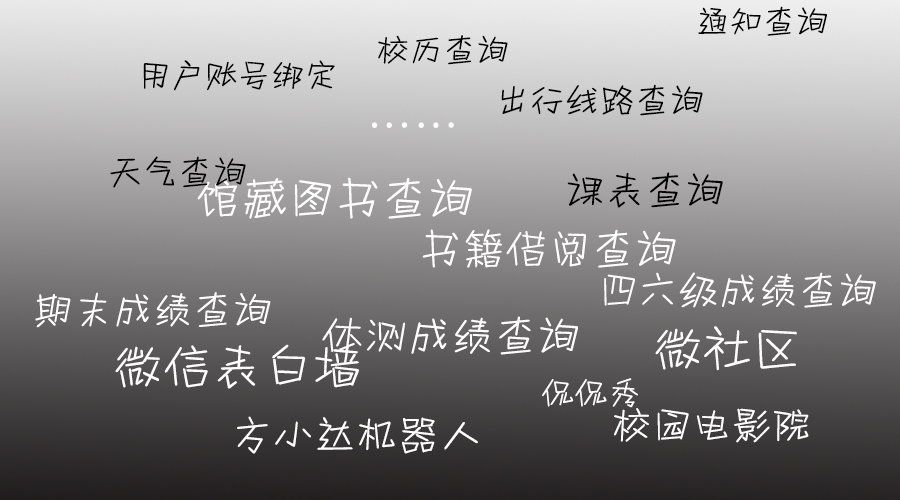 通知查询
校历查询
用户账号绑定
出行线路查询
······
天气查询
馆藏图书查询
课表查询
书籍借阅查询
四六级成绩查询
期末成绩查询
体测成绩查询
微社区
微信表白墙
侃侃秀
校园电影院
方小达机器人